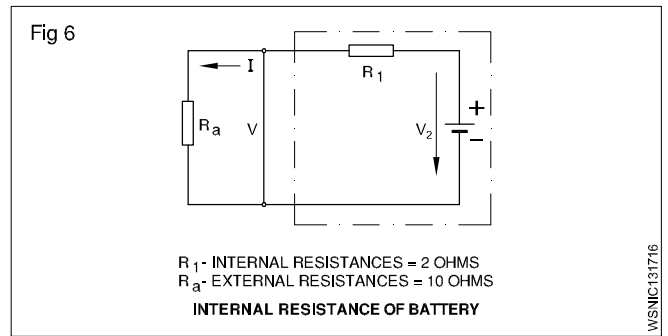 Fig 6
I
R1
+
Ra
V
V2
–
R1- INTERNAL RESISTANCES = 2 OHMS
Ra- EXTERNAL RESISTANCES = 10 OHMS
INTERNAL RESISTANCE OF BATTERY
WSNIC131716